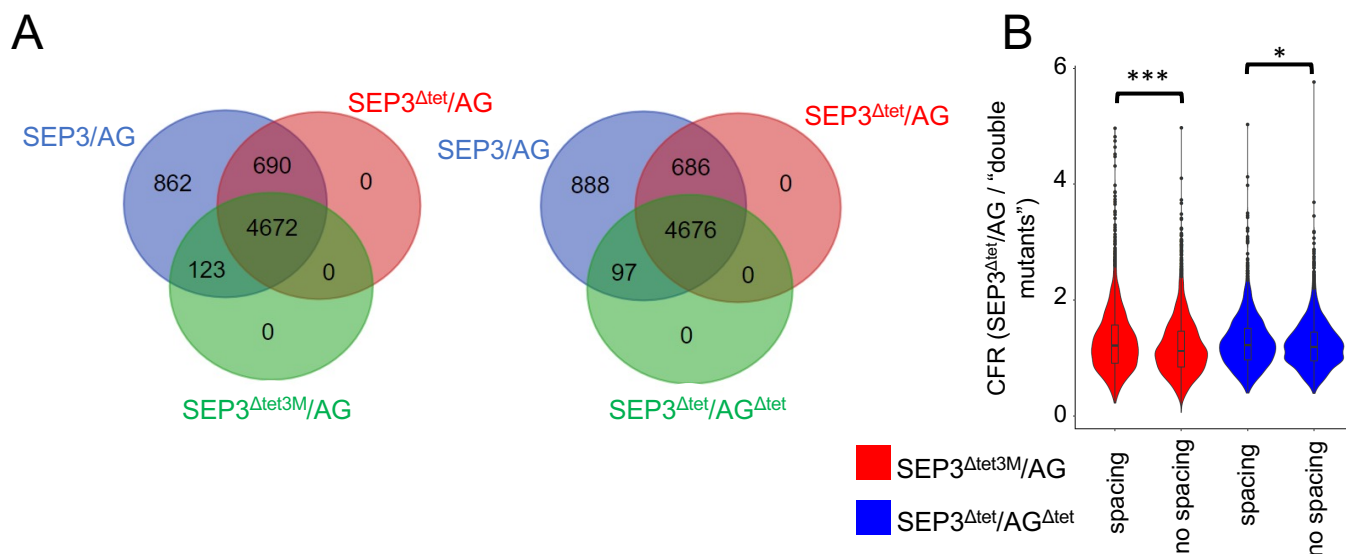 A
SEP3/AG
SEP3Δtet/AG
862
690
0
4672
123
0
0
SEP3Δtet3M/AG
SEP3/AG
SEP3Δtet/AG
888
686
0
4676
97
0
0
SEP3Δtet/AGΔtet
B
CFR (SEP3Δtet/AG / “double
mutants”)
6
4
2
0
***
*
spacing
no spacing
spacing
no spacing
SEP3Δtet3M/AG
SEP3Δtet/AGΔtet